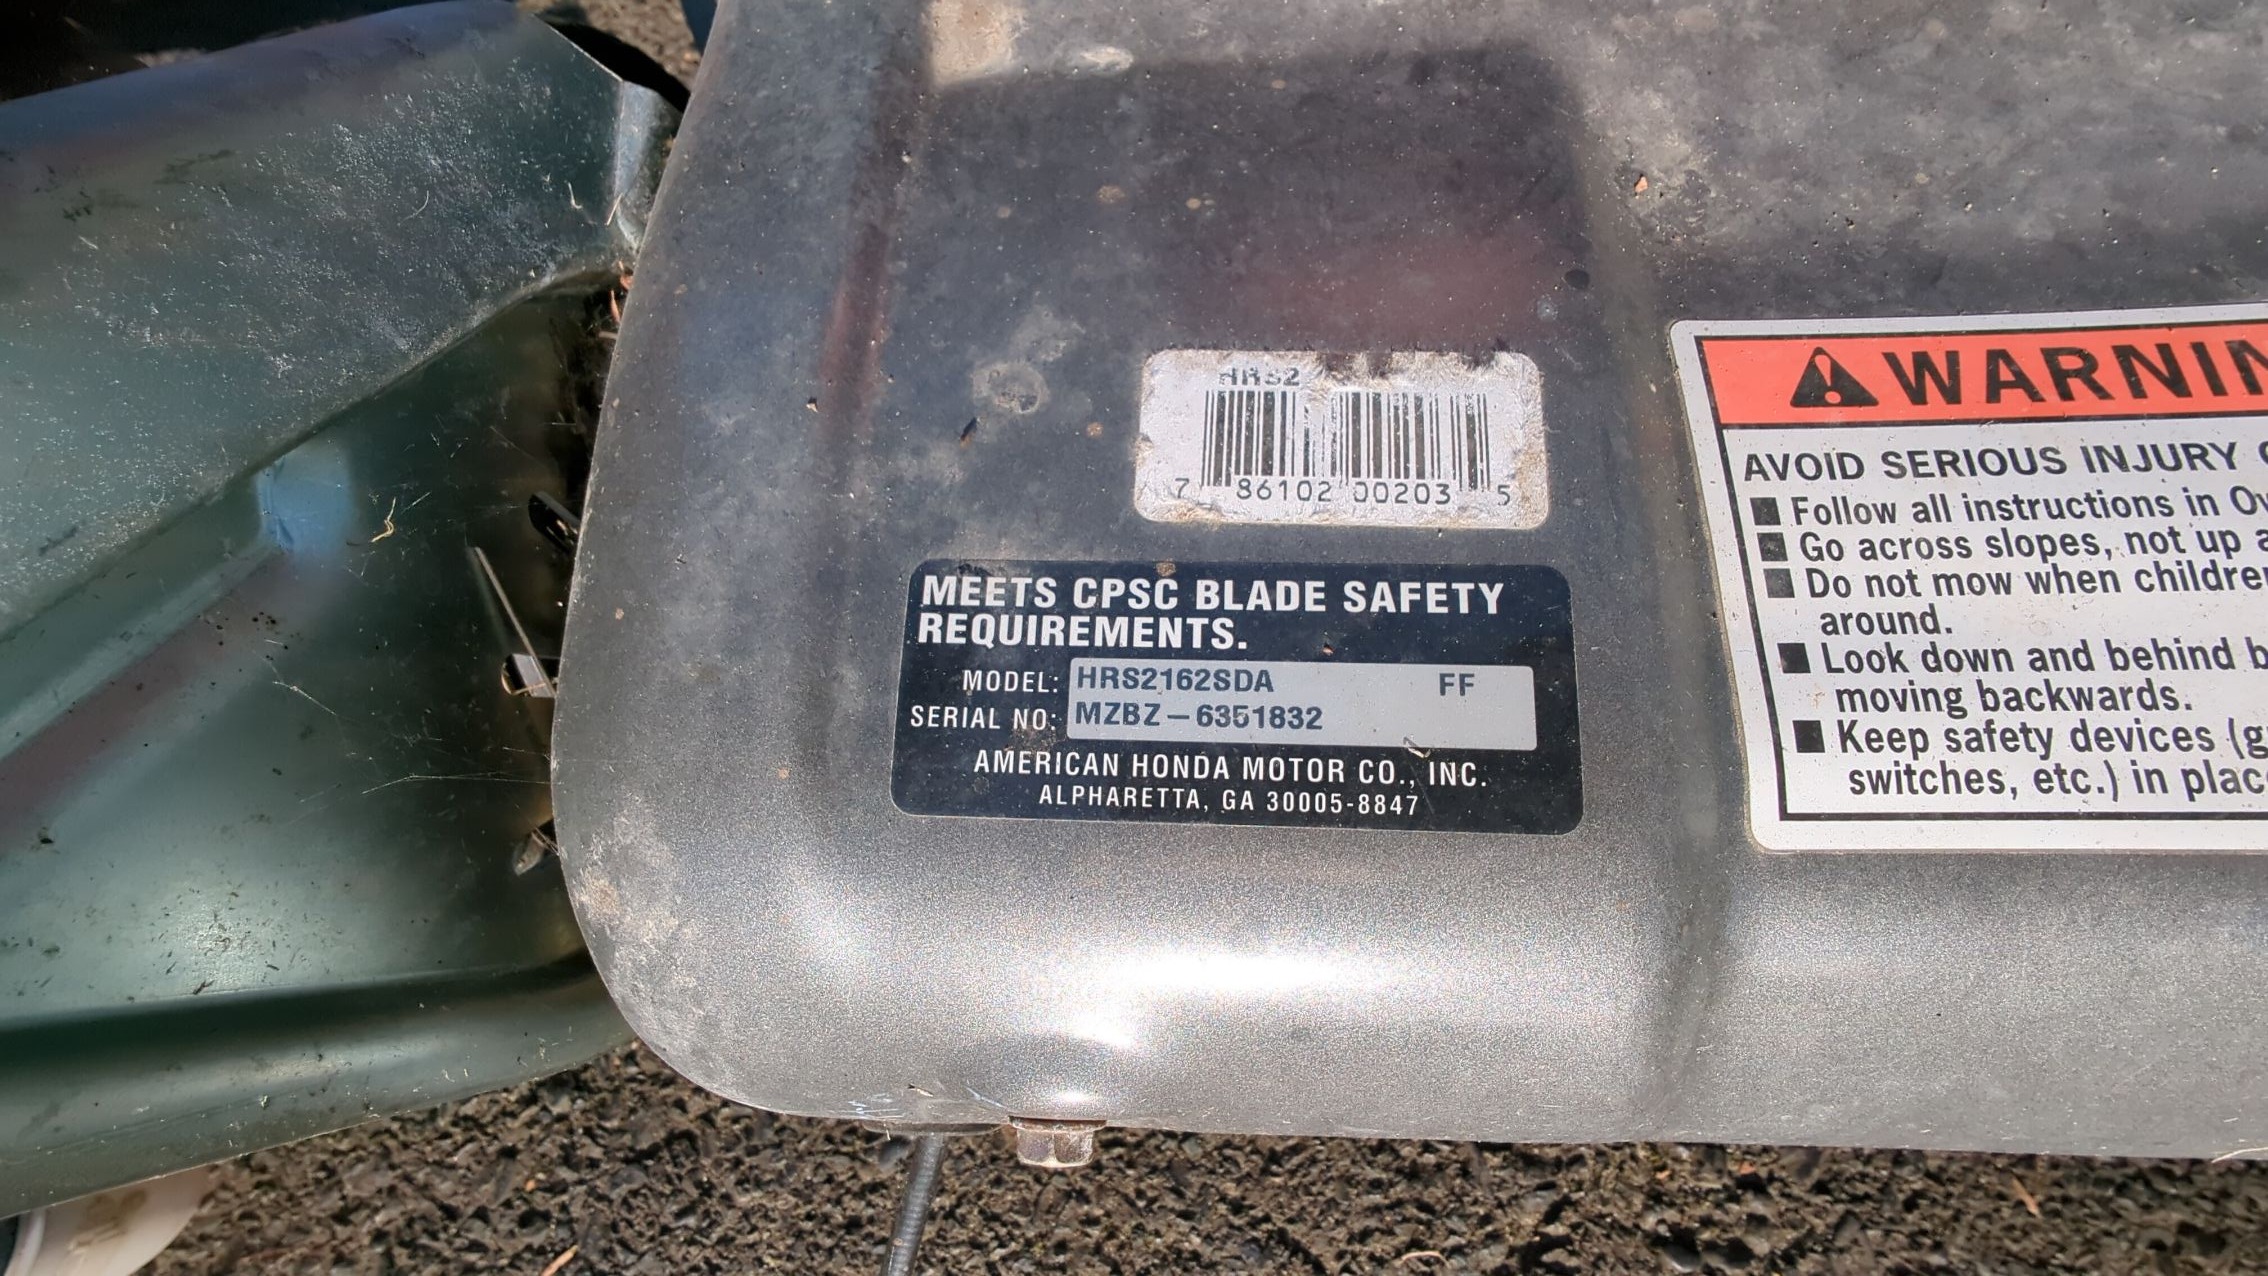 HRS2
7 86102 00203 5
MEETS CPSC BLADE SAFETY
REQUIREMENTS.
MODEL: HRS2162SDA FF
SERIAL NO: MZBZ-6351832
AMERICAN HONDA MOTOR CO., INC.
ALPHARETTA, GA 30005-8847
WARNIN
AVOID SERIOUS INJURY
■ Follow all instructions in
■ Go across slopes, not up
■ Do not mow when children
around.
■ Look down and behind
moving backwards.
■ Keep safety devices
switches, etc.) in place